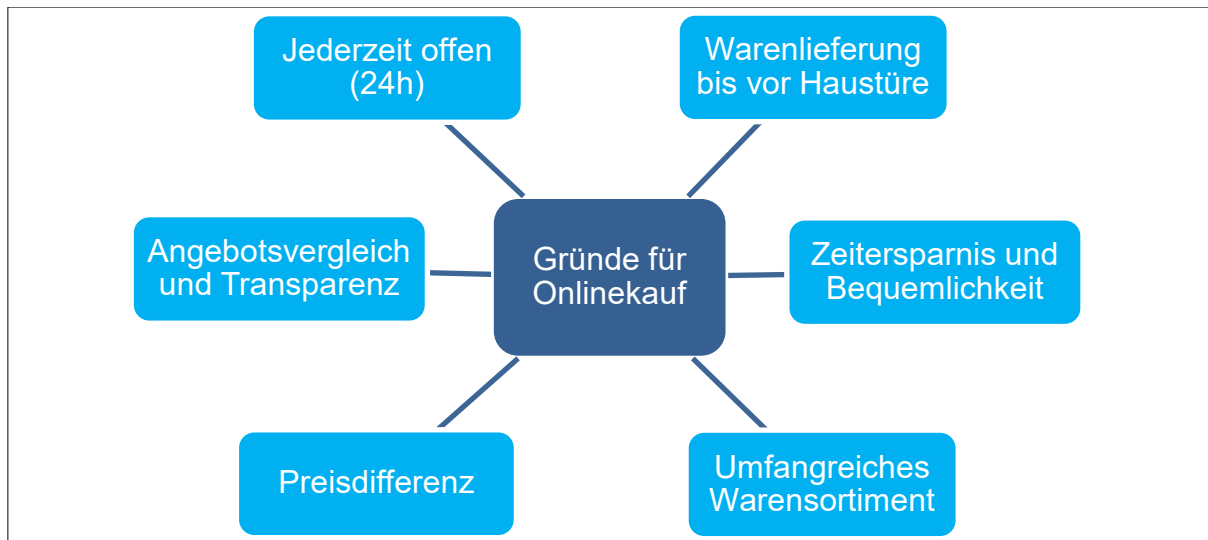 Jederzeit offen
(24h)
Warenlieferung
bis vor Haustüre
Angebotsvergleich
und Transparenz
Gründe für
Onlinekauf
Zeitersparnis und
Bequemlichkeit
Preisdifferenz
Umfangreiches
Warensortiment